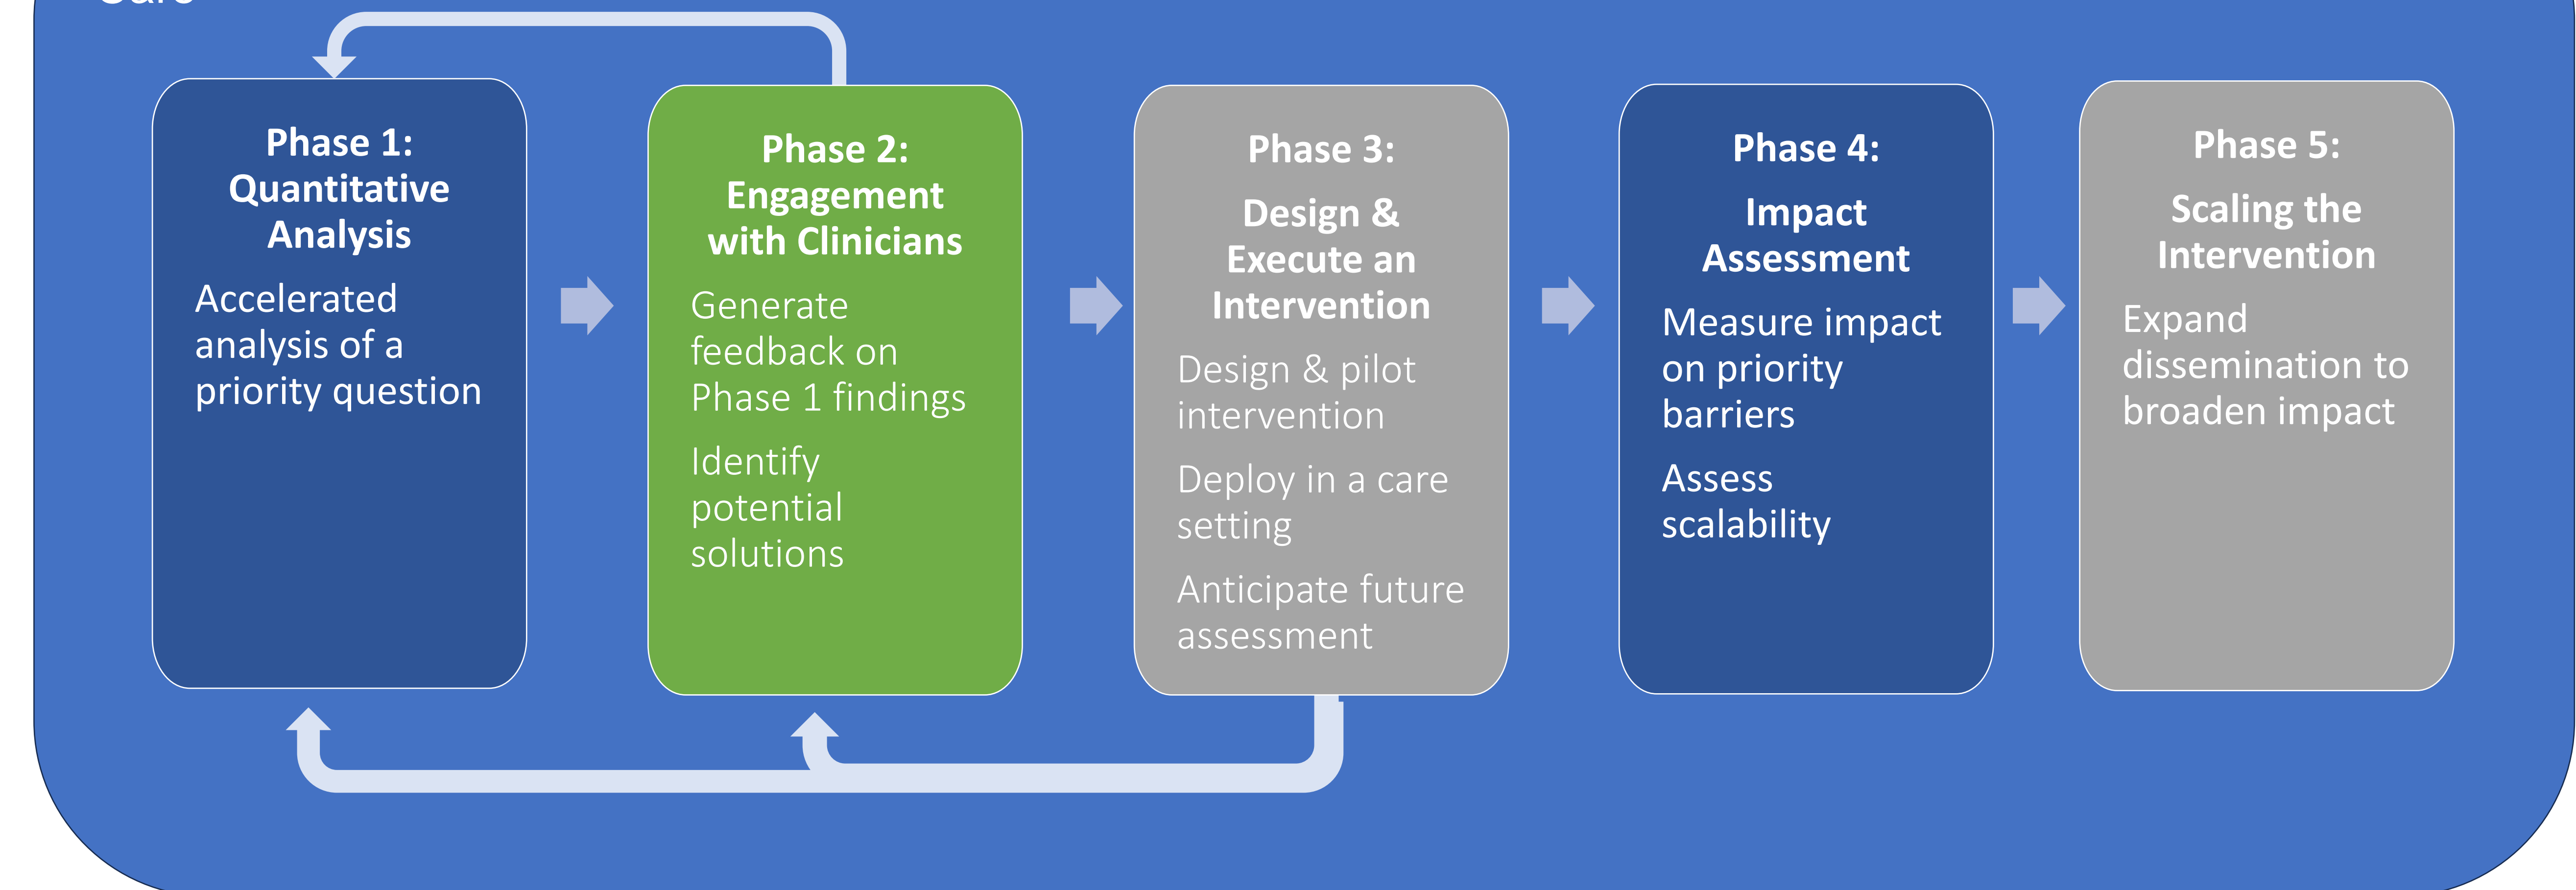 Phase 1:
Quantitative
Analysis
Accelerated
analysis of a
priority question
Phase 2:
Engagement
with Clinicians
Generate
feedback on
Phase 1 findings
Identify
potential
solutions
Phase 3:
Design &
Execute an
Intervention
Design & pilot
intervention
Deploy in a care
setting
Anticipate future
assessment
Phase 4:
Impact
Assessment
Measure impact
on priority
barriers
Assess
scalability
Phase 5:
Scaling the
Intervention
Expand
dissemination to
broaden impact